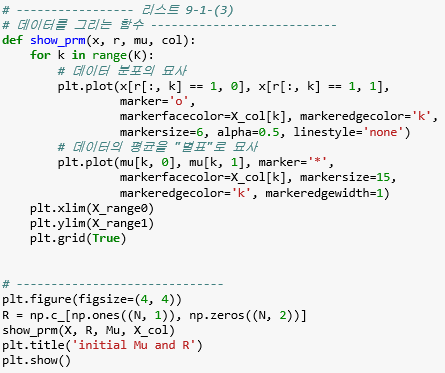 # ----------------- 리스트 9-1-(3)
# 데이터를 그리는 함수 ---------------------------
def show_prm(x, r, mu, col):
    for k in range(K):
        # 데이터 분포의 묘사
        plt.plot(x[r[:, k] == 1, 0], x[r[:, k] == 1, 1],
                 marker='o',
                 markerfacecolor=X_col[k], markeredgecolor='k',
                 markersize=6, alpha=0.5, linestyle='none')
        # 데이터의 평균을 "별표"로 묘사
        plt.plot(mu[k, 0], mu[k, 1], marker='*',
                 markerfacecolor=X_col[k], markersize=15,
                 markeredgecolor='k', markeredgewidth=1)
    plt.xlim(X_range0)
    plt.ylim(X_range1)
    plt.grid(True)
# ------------------------------
plt.figure(figsize=(4, 4))
R = np.c_[np.ones((N, 1)), np.zeros((N, 2))]
show_prm(X, R, Mu, X_col)
plt.title('initial Mu and R')
plt.show()